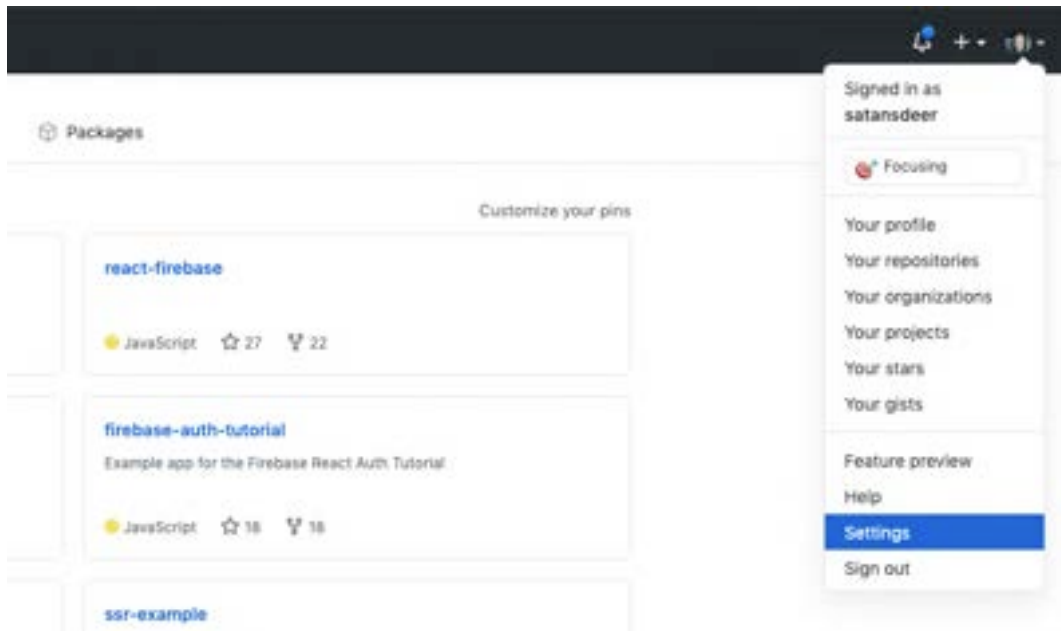 Signed in as
satansdeer
Packages
Focusing
Customize your pins
Your profile
Your repositories
Your organizations
Your projects
Your stars
Your gists
Feature preview
Help
Settings
Sign out
react-firebase
JavaScript 27 22
firebase-auth-tutorial
Example app for the Firebase React Auth Tutorial
JavaScript 18 18
ssr-example